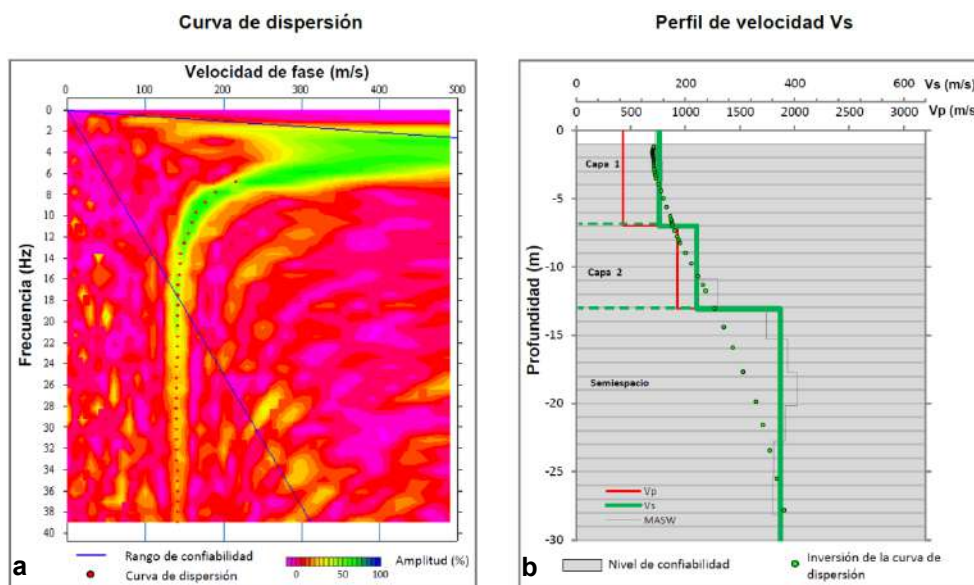 Curva de dispersión
Velocidad de fase (m/s)
0 100 200 300 400 500
Frecuencia (Hz)
0
2
4
6
8
10
12
14
16
18
20
22
24
26
28
30
32
34
36
38
40
Rango de confiabilidad
Curva de dispersión
0 50 100
Amplitud (%)
a
Perfil de velocidad Vs
0 200 400 600
Vs (m/s)
500 1000 1500 2000 2500 3000
Vp (m/s)
Profundidad (m)
0
-5
-10
-15
-20
-25
-30
Capa 1
Capa 2
Semiespacio
Vp
Vs
MASW
b
Nivel de confiabilidad
Inversión de la curva de
dispersión